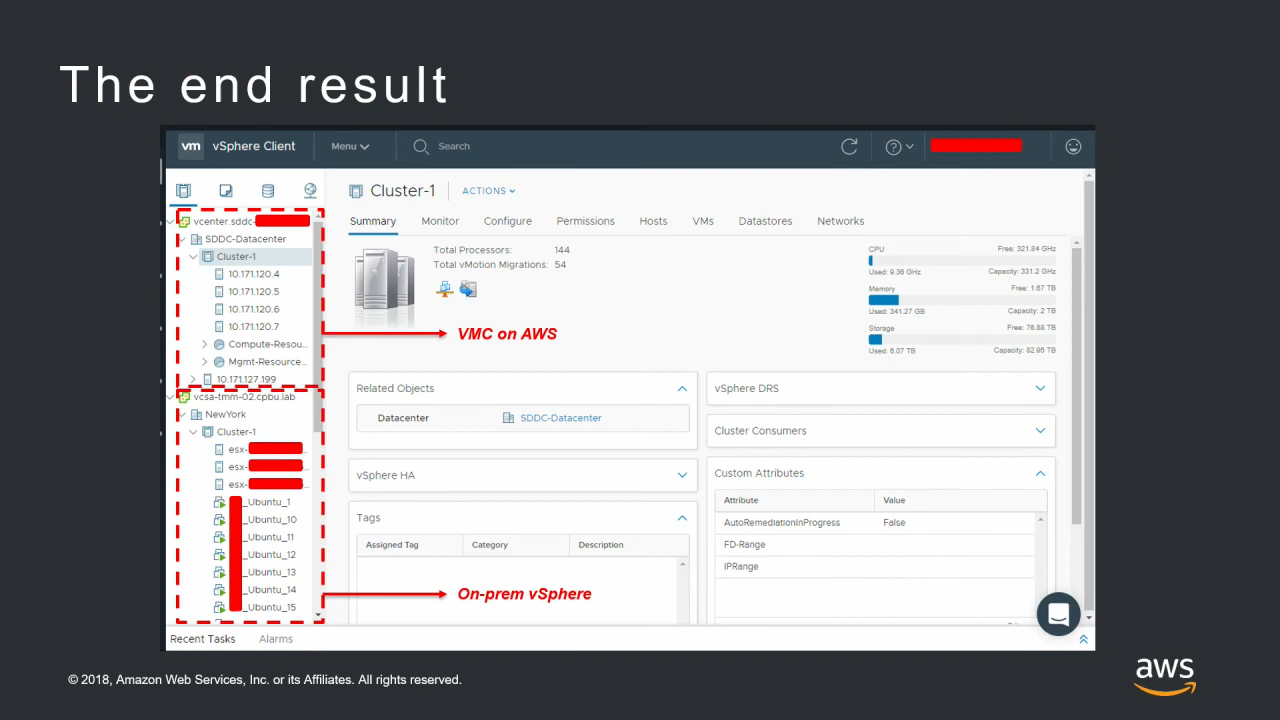 The end result
vm vSphere Client Menu Search
Cluster-1 ACTIONS
Summary Monitor Configure Permissions Hosts VMs Datastores Networks
vcenter.sddc-
SDDC-Datacenter
Cluster-1
10.171.120.4
10.171.120.5
10.171.120.6
10.171.120.7
Compute-Resou...
Mgmt-Resource...
10.171.127.199
vcsa-tmm-02.cpbu.lab
NewYork
Cluster-1
esx-
esx-
esx-
_Ubuntu_1
_Ubuntu_10
_Ubuntu_11
_Ubuntu_12
_Ubuntu_13
_Ubuntu_14
_Ubuntu_15
Total Processors: 144
Total vMotion Migrations: 54
CPU Free: 321.84 GHz
Used: 9.36 GHz Capacity: 331.2 GHz
Memory Free: 1.67 TB
Used: 341.27 GB Capacity: 2 TB
Storage Free: 76.88 TB
Used: 6.07 TB Capacity: 82.95 TB
VMC on AWS
Related Objects
Datacenter SDDC-Datacenter
vSphere HA
Tags
Assigned Tag Category Description
On-prem vSphere
vSphere DRS
Cluster Consumers
Custom Attributes
Attribute Value
AutoRemediationInProgress False
FD-Range
IPRange
Recent Tasks Alarms
© 2018, Amazon Web Services, Inc. or its Affiliates. All rights reserved.
aws